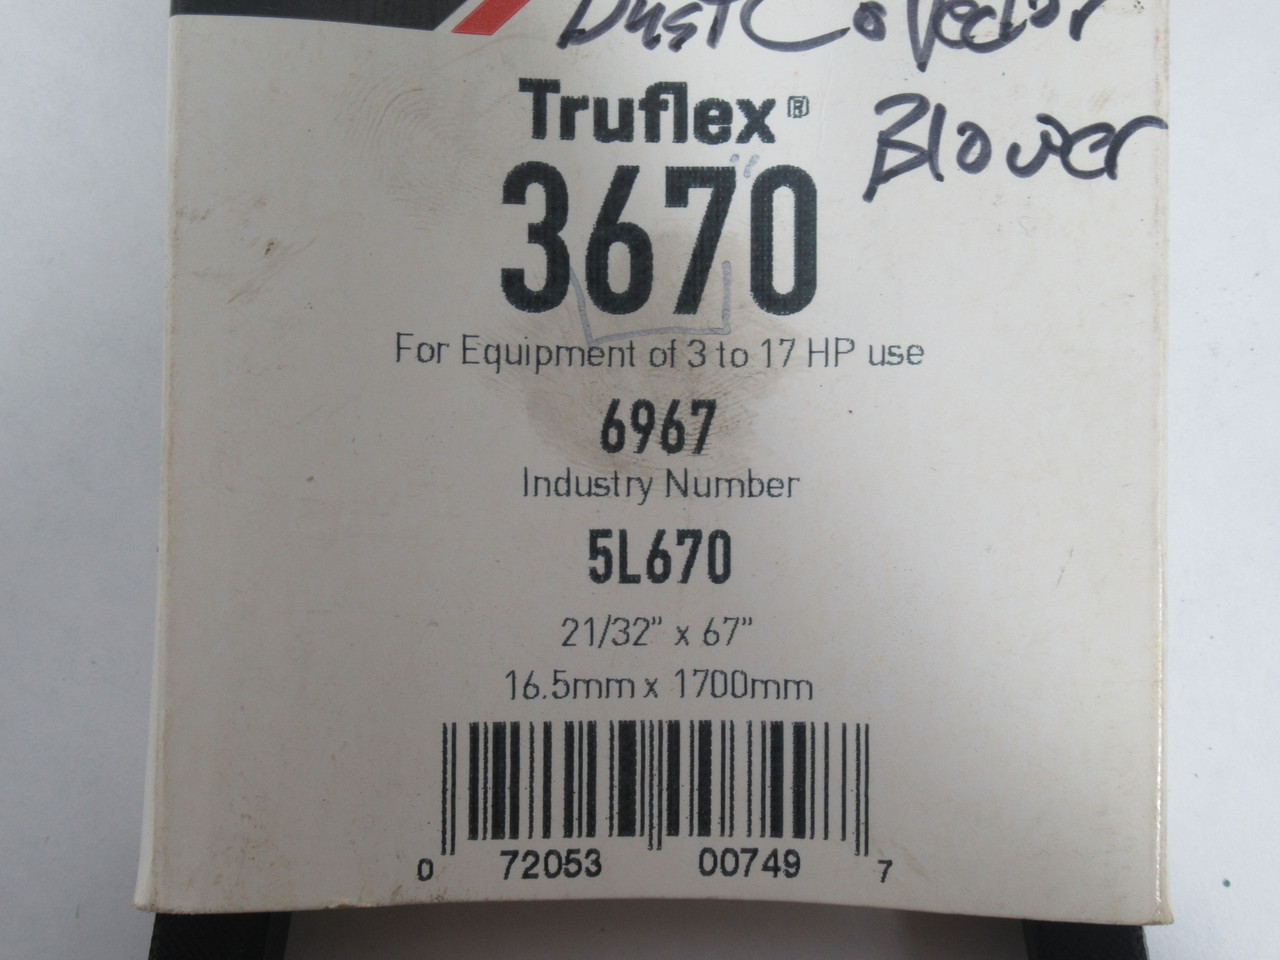 Dust Collector
Truflex®
Blower
3670
For Equipment of 3 to 17 HP use
6967
Industry Number
5L670
21/32" x 67"
16.5mm x 1700mm
0 72053 00749 7